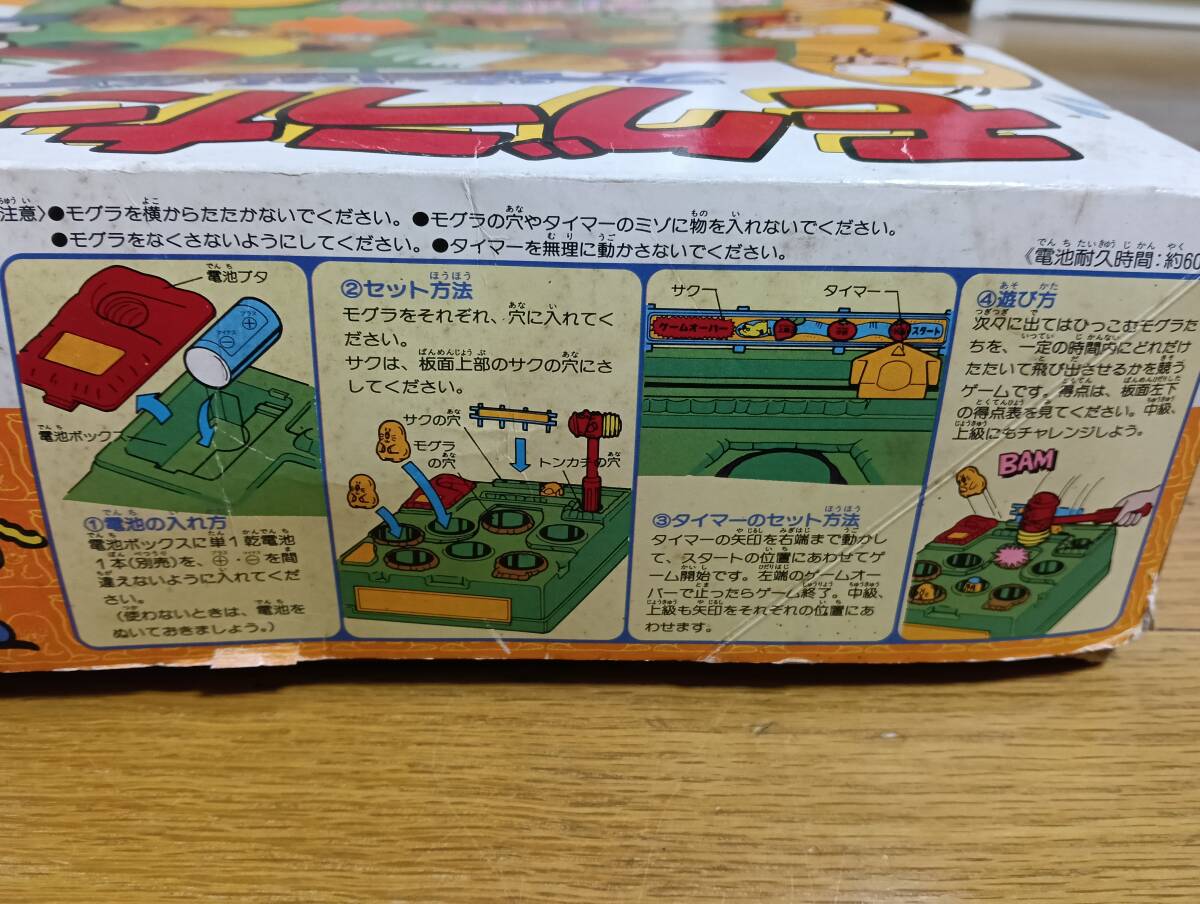 注意〉●モグラを横からたたかないでください。 ●モグラの穴やタイマーのミゾに物を入れないでください。
●モグラをなくさないようにしてください。 ●タイマーを無理に動かさないでください。
《電池耐久時間：約60
電池ブタ
プラス
⊕
マイナス
⊖
電池ボックス
①電池の入れ方
電池ボックスに単1乾電池
1本(別売)を、⊕・⊖を間
違えないように入れてくだ
さい。
(使わないときは、電池を
ぬいておきましょう。)
②セット方法
モグラをそれぞれ、穴に入れてく
ださい。
サクは、板面上部のサクの穴にさ
してください。
サクの穴
モグラ
の穴
トンカチの穴
サク
タイマー
ゲームオーバー
スタート
③タイマーのセット方法
タイマーの矢印を右端まで動かし
て、スタートの位置にあわせてゲ
ーム開始です。左端のゲームオー
バーで止ったらゲーム終了。中級、
上級も矢印をそれぞれの位置にあ
わせます。
④遊び方
次々に出てはひっこむモグラた
ちを、一定の時間内にどれだけ
たたいて飛び出させるかを競う
ゲームです。得点は、板面左下
の得点表を見てください。中級、
上級にもチャレンジしよう。
BAM